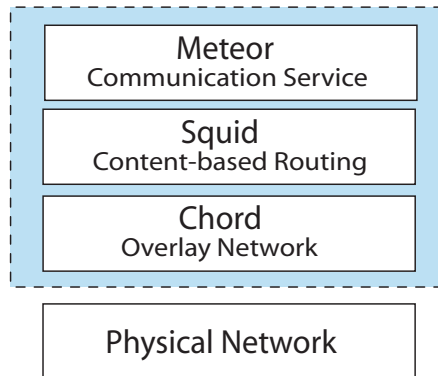 Meteor
Communication Service
Squid
Content-based Routing
Chord
Overlay Network
Physical Network